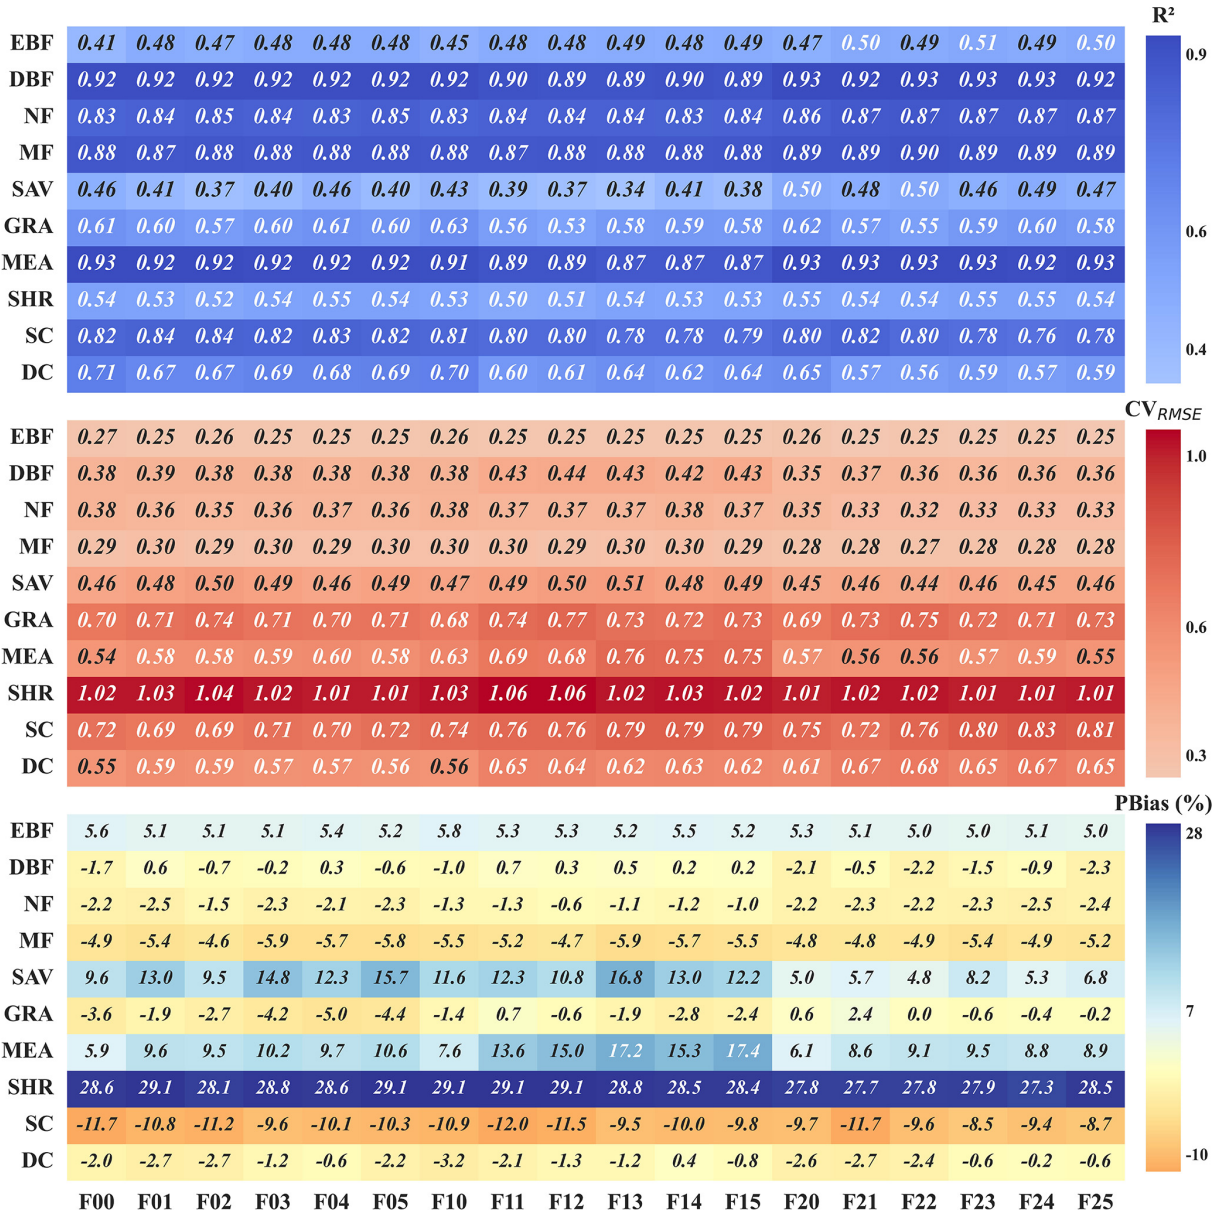 R²
EBF 0.41 0.48 0.47 0.48 0.48 0.48 0.45 0.48 0.48 0.49 0.48 0.49 0.47 0.50 0.49 0.51 0.49 0.50
0.9
DBF 0.92 0.92 0.92 0.92 0.92 0.92 0.92 0.90 0.89 0.89 0.90 0.89 0.93 0.92 0.93 0.93 0.93 0.92
NF 0.83 0.84 0.85 0.84 0.83 0.85 0.83 0.84 0.84 0.84 0.83 0.84 0.86 0.87 0.87 0.87 0.87 0.87
MF 0.88 0.87 0.88 0.88 0.88 0.88 0.88 0.87 0.88 0.88 0.88 0.88 0.89 0.89 0.90 0.89 0.89 0.89
SAV 0.46 0.41 0.37 0.40 0.46 0.40 0.43 0.39 0.37 0.34 0.41 0.38 0.50 0.48 0.50 0.46 0.49 0.47
GRA 0.61 0.60 0.57 0.60 0.61 0.60 0.63 0.56 0.53 0.58 0.59 0.58 0.62 0.57 0.55 0.59 0.60 0.58
0.6
MEA 0.93 0.92 0.92 0.92 0.92 0.92 0.91 0.89 0.89 0.87 0.87 0.87 0.93 0.93 0.93 0.93 0.92 0.93
SHR 0.54 0.53 0.52 0.54 0.55 0.54 0.53 0.50 0.51 0.54 0.53 0.53 0.55 0.54 0.54 0.55 0.55 0.54
SC 0.82 0.82 0.84 0.82 0.83 0.82 0.81 0.80 0.80 0.78 0.78 0.79 0.80 0.82 0.80 0.78 0.76 0.78
0.4
DC 0.71 0.67 0.67 0.69 0.68 0.69 0.70 0.60 0.61 0.64 0.62 0.64 0.65 0.57 0.56 0.59 0.57 0.59
CV RMSE
EBF 0.27 0.25 0.26 0.25 0.25 0.25 0.26 0.25 0.25 0.25 0.25 0.25 0.26 0.25 0.25 0.25 0.25 0.25
1.0
DBF 0.38 0.39 0.38 0.38 0.38 0.38 0.38 0.43 0.44 0.43 0.42 0.43 0.35 0.37 0.36 0.36 0.36 0.36
NF 0.38 0.36 0.35 0.36 0.37 0.36 0.38 0.37 0.37 0.37 0.38 0.37 0.35 0.33 0.32 0.33 0.33 0.33
MF 0.29 0.30 0.29 0.30 0.29 0.30 0.30 0.30 0.29 0.30 0.30 0.29 0.28 0.28 0.27 0.28 0.28 0.28
SAV 0.46 0.48 0.50 0.49 0.46 0.49 0.47 0.49 0.50 0.51 0.48 0.49 0.45 0.46 0.44 0.46 0.45 0.46
GRA 0.70 0.71 0.74 0.71 0.70 0.71 0.68 0.74 0.77 0.73 0.72 0.73 0.69 0.73 0.75 0.72 0.71 0.73
0.6
MEA 0.54 0.58 0.58 0.59 0.60 0.58 0.63 0.69 0.68 0.76 0.75 0.75 0.57 0.56 0.56 0.57 0.59 0.55
SHR 1.02 1.03 1.04 1.02 1.01 1.01 1.03 1.06 1.06 1.02 1.03 1.02 1.01 1.02 1.02 1.01 1.01 1.01
SC 0.72 0.69 0.69 0.71 0.70 0.72 0.74 0.76 0.76 0.79 0.79 0.79 0.75 0.72 0.76 0.80 0.83 0.81
DC 0.55 0.59 0.59 0.57 0.57 0.56 0.56 0.65 0.64 0.62 0.63 0.62 0.61 0.67 0.68 0.65 0.67 0.65
0.3
PBias (%)
EBF 5.6 5.1 5.1 5.1 5.4 5.2 5.8 5.3 5.3 5.2 5.5 5.2 5.3 5.1 5.0 5.0 5.1 5.0
28
DBF -1.7 0.6 -0.7 -0.2 0.3 -0.6 -1.0 0.7 0.3 0.5 0.2 0.2 -2.1 -0.5 -2.2 -1.5 -0.9 -2.3
NF -2.2 -2.5 -1.5 -2.3 -2.1 -2.3 -1.3 -1.3 -0.6 -1.1 -1.2 -1.0 -2.2 -2.3 -2.2 -2.3 -2.5 -2.4
MF -4.9 -5.4 -4.6 -5.9 -5.7 -5.8 -5.5 -5.2 -4.7 -5.9 -5.7 -5.5 -4.8 -4.8 -4.9 -5.4 -4.9 -5.2
SAV 9.6 13.0 9.5 14.8 12.3 15.7 11.6 12.3 10.8 16.8 13.0 12.2 5.0 5.7 4.8 8.2 5.3 6.8
GRA -3.6 -1.9 -2.7 -4.2 -5.0 -4.4 -1.4 0.7 -0.6 -1.9 -2.8 -2.4 0.6 2.4 0.0 -0.6 -0.4 -0.2
7
MEA 5.9 9.6 9.5 10.2 9.7 10.6 7.6 13.6 15.0 17.2 15.3 17.4 6.1 8.6 9.1 9.5 8.8 8.9
SHR 28.6 29.1 28.1 28.8 28.6 29.1 29.1 29.1 29.1 28.8 28.5 28.4 27.8 27.7 27.8 27.9 27.3 28.5
SC -11.7 -10.8 -11.2 -9.6 -10.1 -10.3 -10.9 -12.0 -11.5 -9.5 -10.0 -9.8 -9.7 -11.7 -9.6 -8.5 -9.4 -8.7
DC -2.0 -2.7 -2.7 -1.2 -0.6 -2.2 -3.2 -2.1 -1.3 -1.2 0.4 -0.8 -2.6 -2.7 -2.4 -0.6 -0.2 -0.6
-10
F00 F01 F02 F03 F04 F05 F10 F11 F12 F13 F14 F15 F20 F21 F22 F23 F24 F25